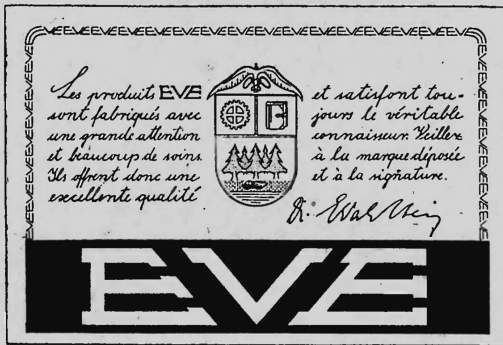 Les produits EVE
sont fabriqués avec
une grande attention
et beaucoup de soins.
Ils offrent donc une
excellente qualité
et satisfont tou-
jours le véritable
connaisseur. Veillez
à la marque déposée
et à la signature.
EVE